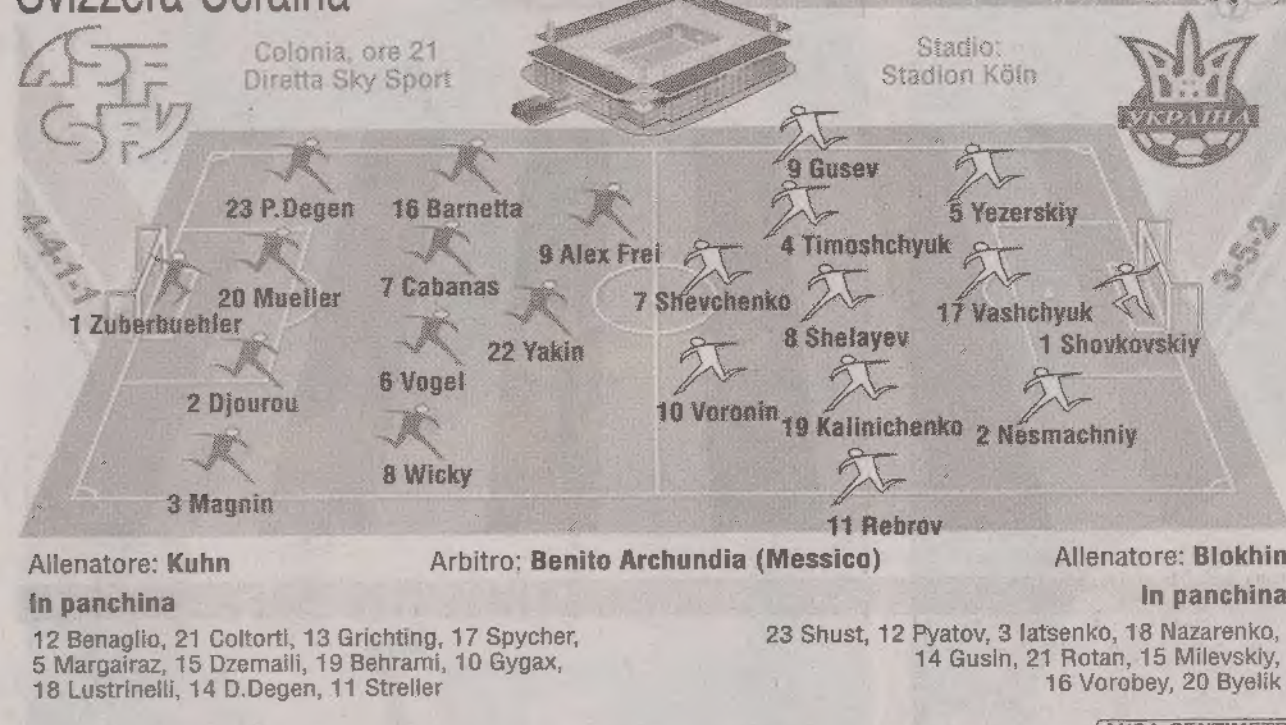 Svizzera Ucraina
Colonia, ore 21
Diretta Sky Sport
Stadio:
Stadion Köln
ASF
SFV
УКРАЇНА
4-4-1-1
3-5-2
23 P.Degen
16 Barnetta
9 Alex Frei
20 Mueller
7 Cabanas
1 Zuberbuehler
22 Yakin
6 Vogel
2 Djourou
8 Wicky
3 Magnin
9 Gusev
5 Yezerskiy
4 Timoshchyuk
7 Shevchenko
17 Vashchyuk
8 Shelayev
1 Shovkovskiy
10 Voronin
19 Kalinichenko
2 Nesmachniy
11 Rebrov
Allenatore: Kuhn
Arbitro: Benito Archundia (Messico)
Allenatore: Blokhin
In panchina
12 Benaglio, 21 Coltorti, 13 Grichting, 17 Spycher,
5 Margairaz, 15 Dzemaili, 19 Behrami, 10 Gygax,
18 Lustrinelli, 14 D.Degen, 11 Streller
In panchina
23 Shust, 12 Pyatov, 3 Iatsenko, 18 Nazarenko,
14 Gusin, 21 Rotan, 15 Milevskiy,
16 Vorobey, 20 Byelik